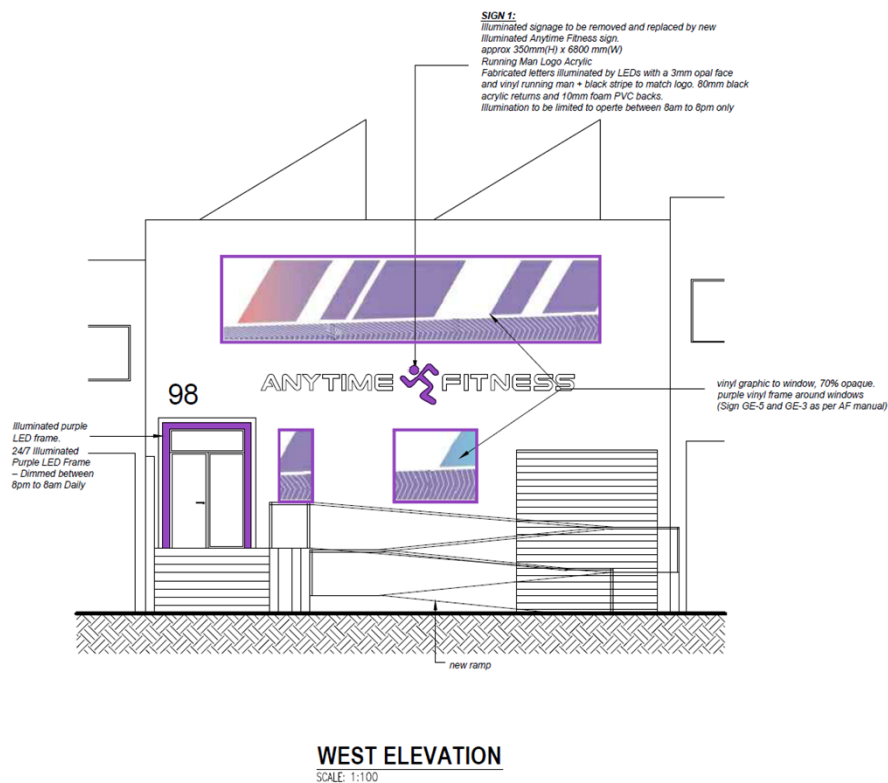 SIGN 1:
Illuminated signage to be removed and replaced by new
Illuminated Anytime Fitness sign.
approx 350mm(H) x 6800 mm(W)
Running Man Logo Acrylic
Fabricated letters illuminated by LEDs with a 3mm opal face
and vinyl running man + black stripe to match logo. 80mm black
acrylic returns and 10mm foam PVC backs.
Illumination to be limited to operte between 8am to 8pm only
ANYTIME FITNESS
98
vinyl graphic to window, 70% opaque.
purple vinyl frame around windows
(Sign GE-5 and GE-3 as per AF manual)
Illuminated purple
LED frame.
24/7 Illuminated
Purple LED Frame
– Dimmed between
8pm to 8am Daily
new ramp
WEST ELEVATION
SCALE: 1:100